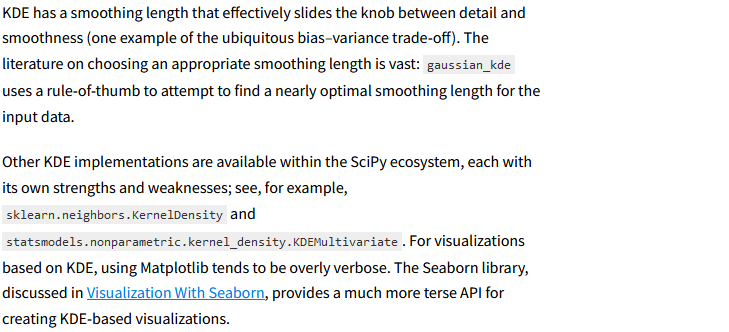 KDE has a smoothing length that effectively slides the knob between detail and
smoothness (one example of the ubiquitous bias–variance trade-off). The
literature on choosing an appropriate smoothing length is vast: gaussian_kde
uses a rule-of-thumb to attempt to find a nearly optimal smoothing length for the
input data.
Other KDE implementations are available within the SciPy ecosystem, each with
its own strengths and weaknesses; see, for example,
sklearn.neighbors.KernelDensity and
statsmodels.nonparametric.kernel_density.KDEMultivariate. For visualizations
based on KDE, using Matplotlib tends to be overly verbose. The Seaborn library,
discussed in Visualization With Seaborn, provides a much more terse API for
creating KDE-based visualizations.